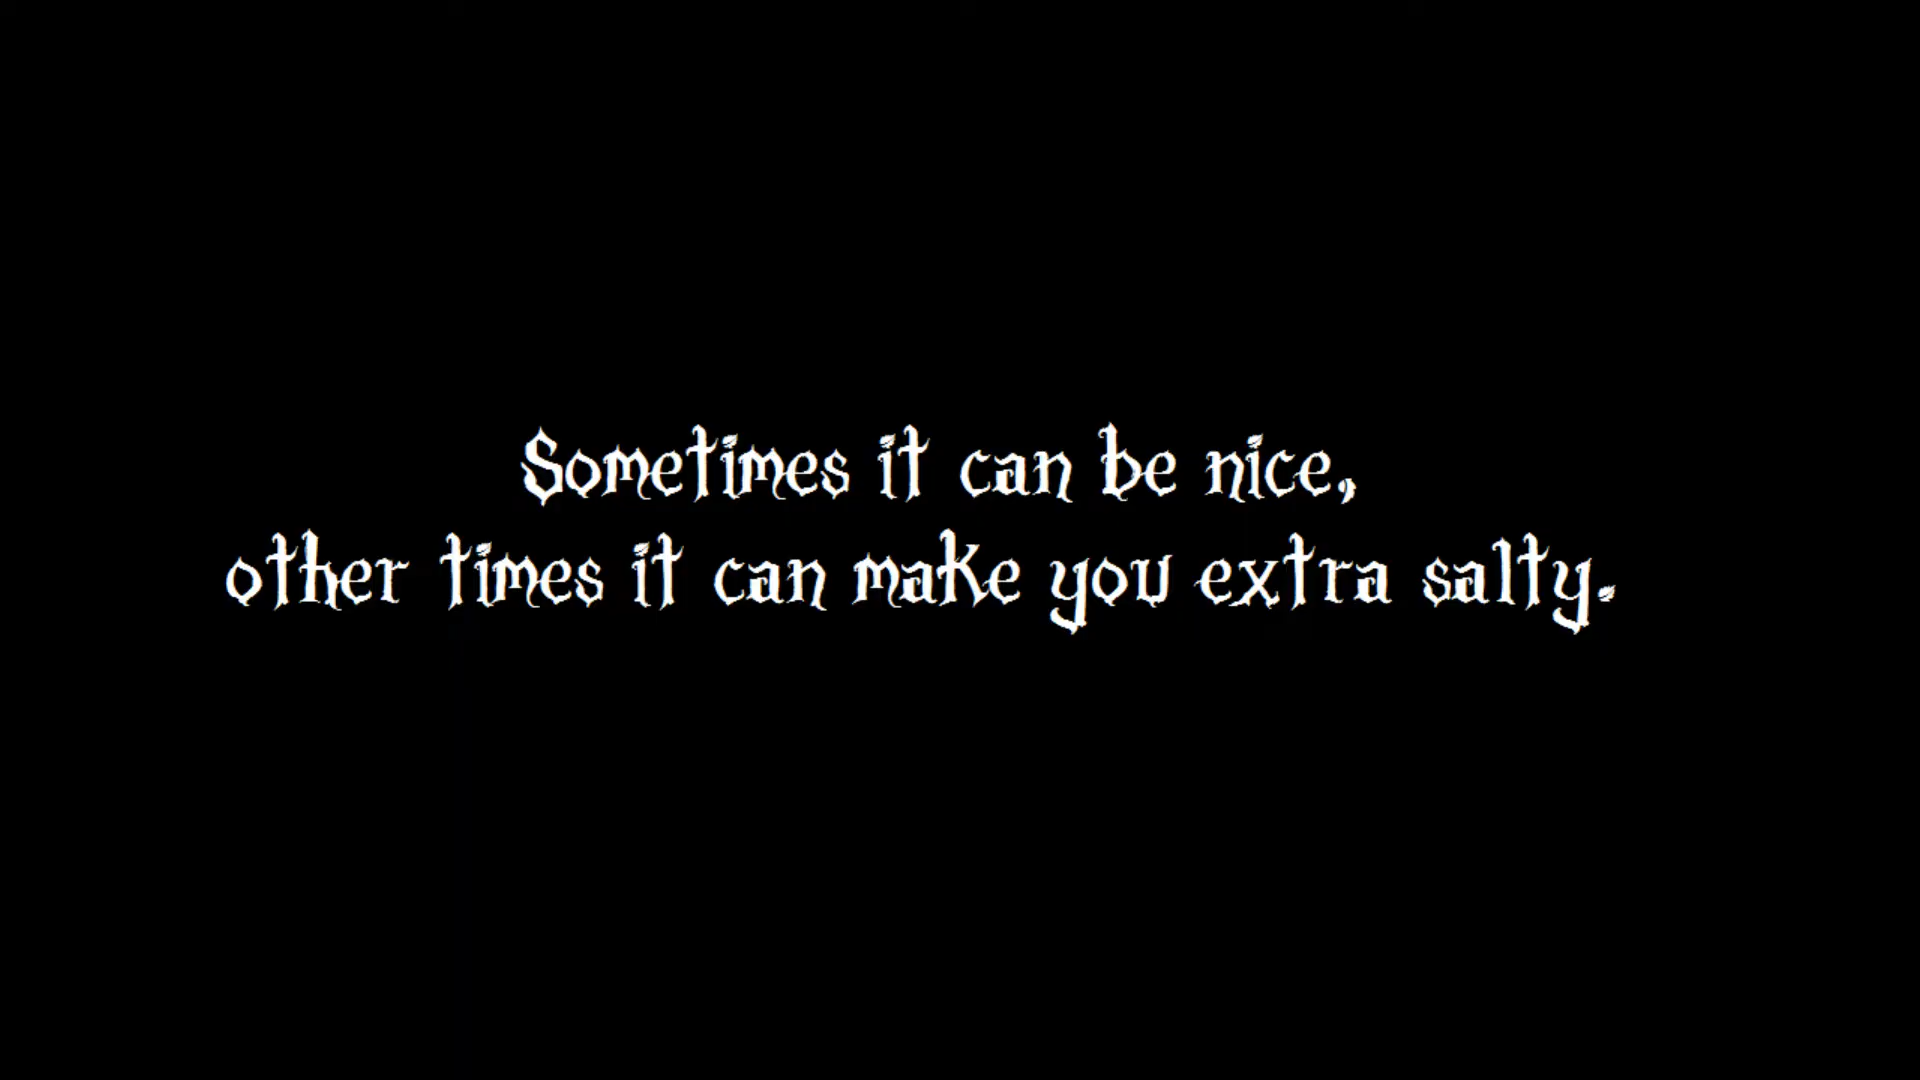 Sometimes it can be nice,
other times it can make you extra salty.